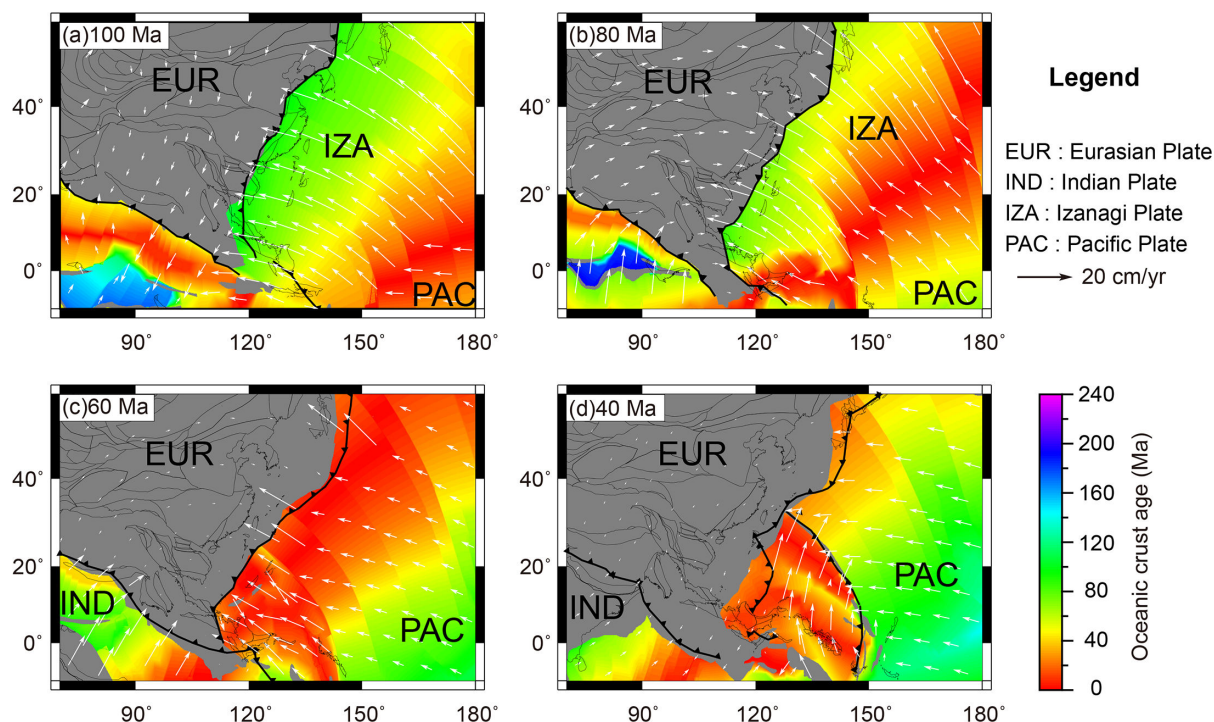 (a)100 Ma
EUR
IZA
PAC
40°
20°
0°
90° 120° 150° 180°
(b)80 Ma
EUR
IZA
PAC
40°
20°
0°
90° 120° 150° 180°
Legend
EUR : Eurasian Plate
IND : Indian Plate
IZA : Izanagi Plate
PAC : Pacific Plate
20 cm/yr
(c)60 Ma
EUR
IND
PAC
40°
20°
0°
90° 120° 150° 180°
(d)40 Ma
EUR
IND
PAC
40°
20°
0°
90° 120° 150° 180°
240
200
160
120
80
40
0
Oceanic crust age (Ma)